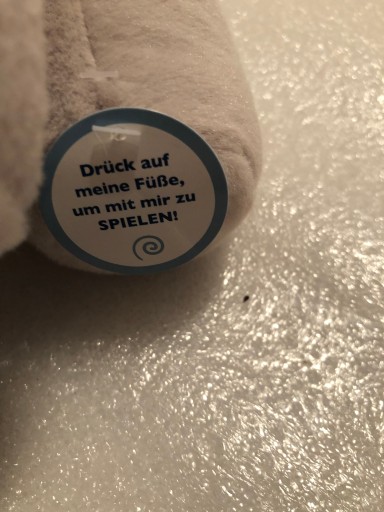 Drück auf
meine Füße,
um mit mir zu
SPIELEN!